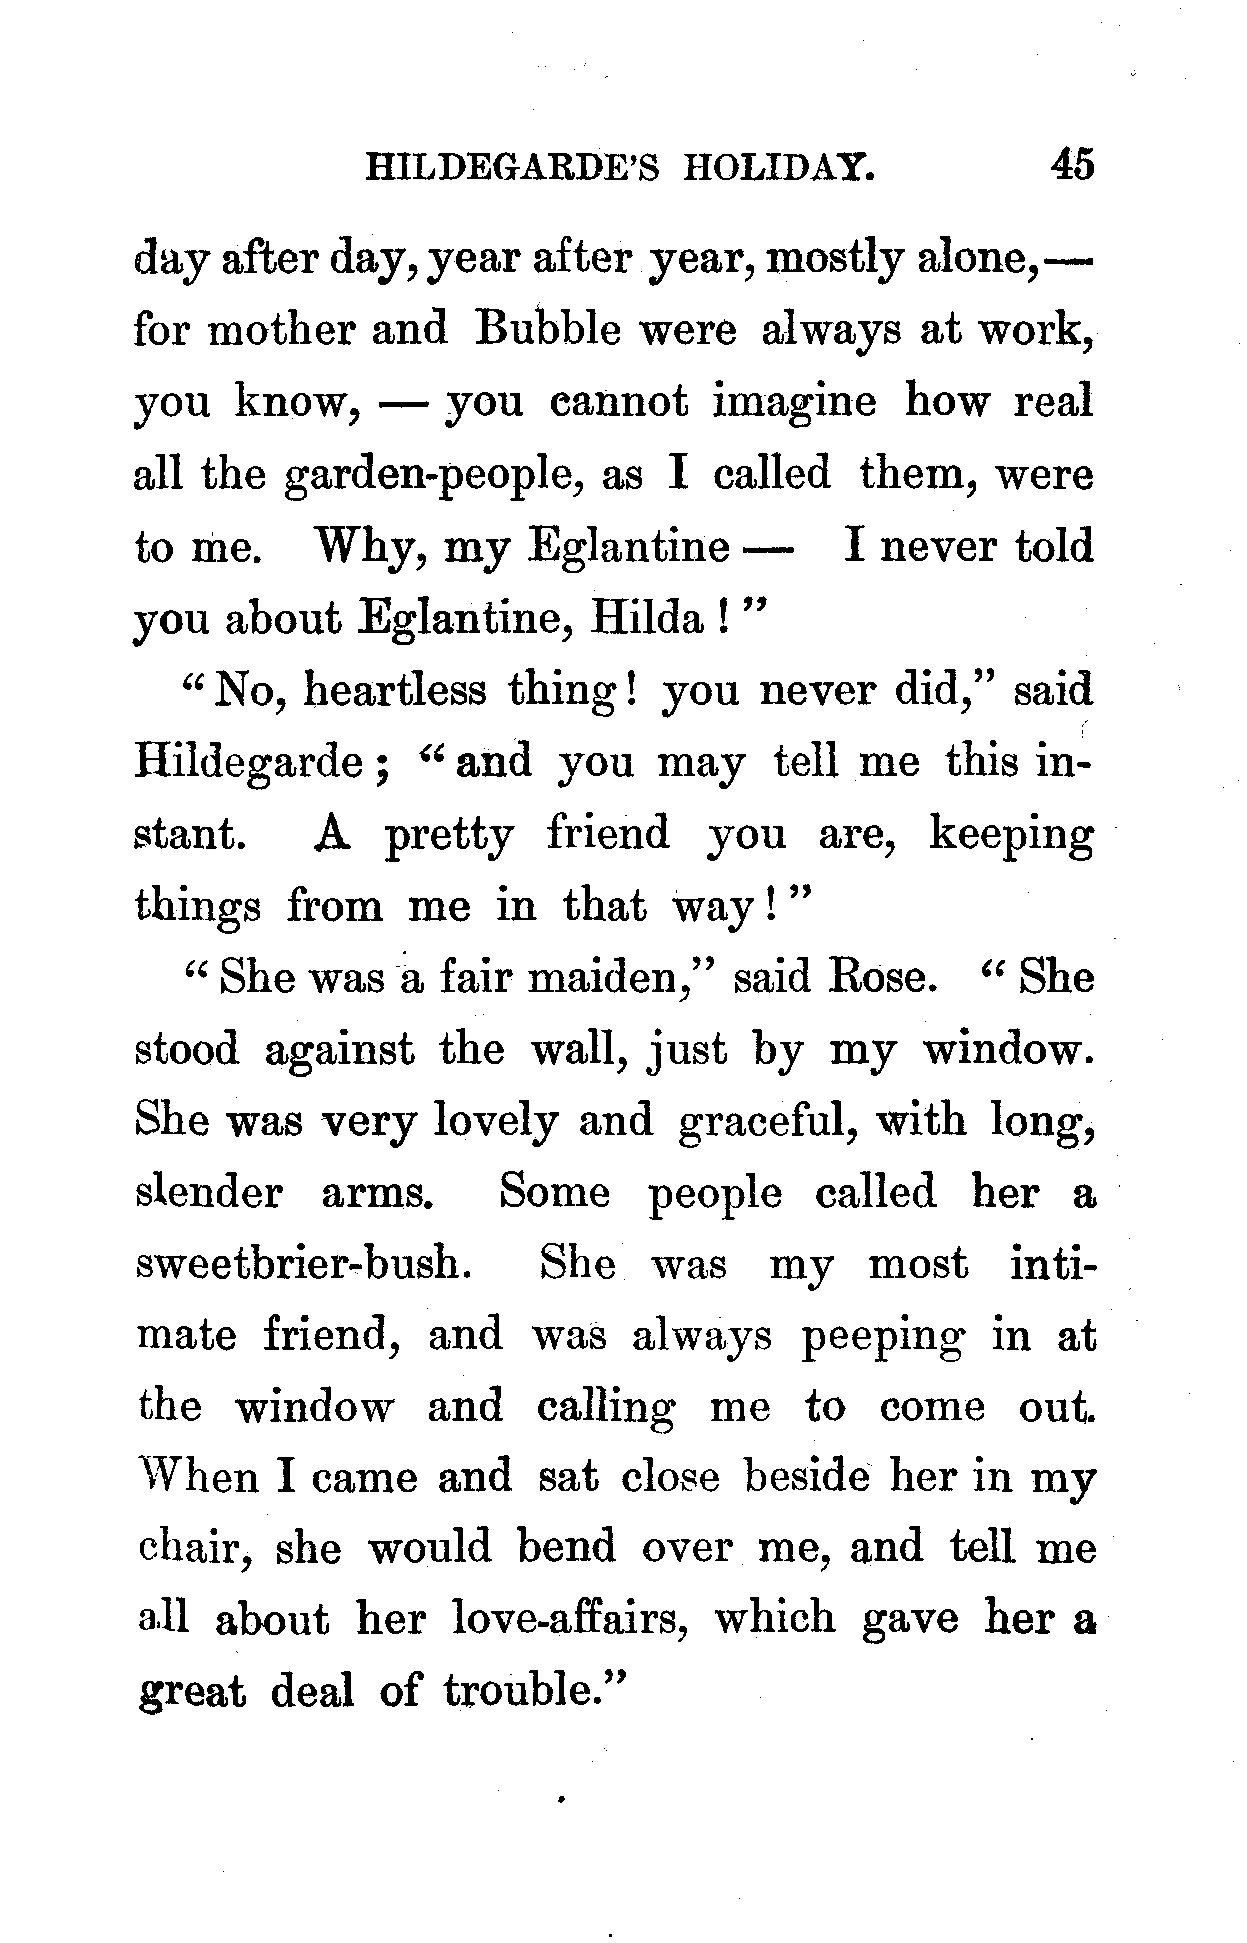 HILDEGARDE'S HOLIDAY. 45
day after day, year after year, mostly alone,—
for mother and Bubble were always at work,
you know, — you cannot imagine how real
all the garden-people, as I called them, were
to me. Why, my Eglantine — I never told
you about Eglantine, Hilda ! ”
“ No, heartless thing! you never did,” said
Hildegarde ; “ and you may tell me this in-
stant. A pretty friend you are, keeping
things from me in that way ! ”
“ She was a fair maiden,” said Rose. “ She
stood against the wall, just by my window.
She was very lovely and graceful, with long,
slender arms. Some people called her a
sweetbrier-bush. She was my most inti-
mate friend, and was always peeping in at
the window and calling me to come out.
When I came and sat close beside her in my
chair, she would bend over me, and tell me
all about her love-affairs, which gave her a
great deal of trouble.”